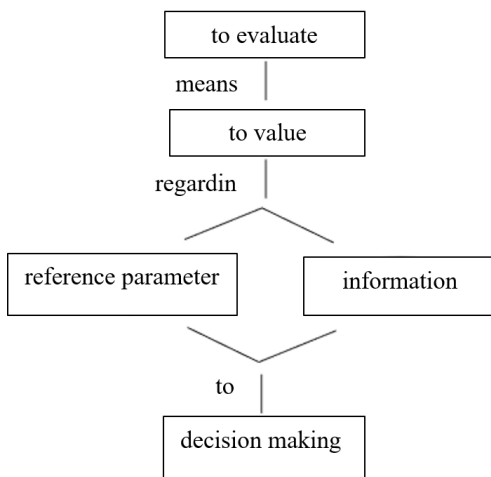 to evaluate
means
to value
regardin
reference parameter
information
to
decision making